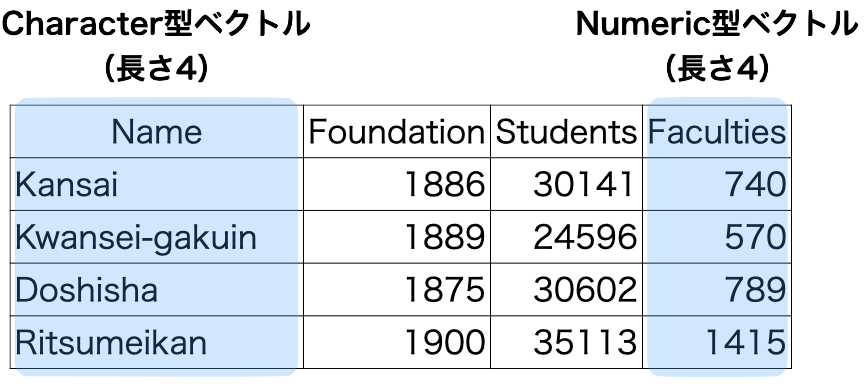 Character型ベクトル Numeric型ベクトル
（長さ4） （長さ4）
Name Foundation Students Faculties
Kansai 1886 30141 740
Kwansei-gakuin 1889 24596 570
Doshisha 1875 30602 789
Ritsumeikan 1900 35113 1415